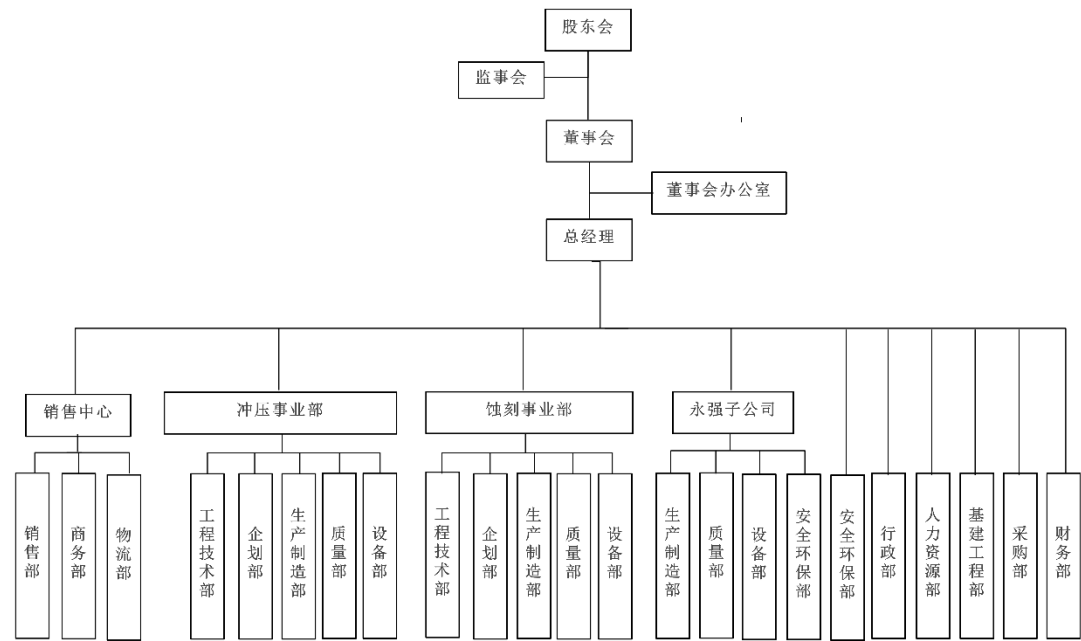 股东会
监事会
董事会
董事会办公室
总经理
销售中心
冲压事业部
蚀刻事业部
永强子公司
销售部
商务部
物流部
工程技术部
企划部
生产制造部
质量部
设备部
工程技术部
企划部
生产制造部
质量部
设备部
生产制造部
质量部
设备部
安全环保部
安全环保部
行政部
人力资源部
基建工程部
采购部
财务部